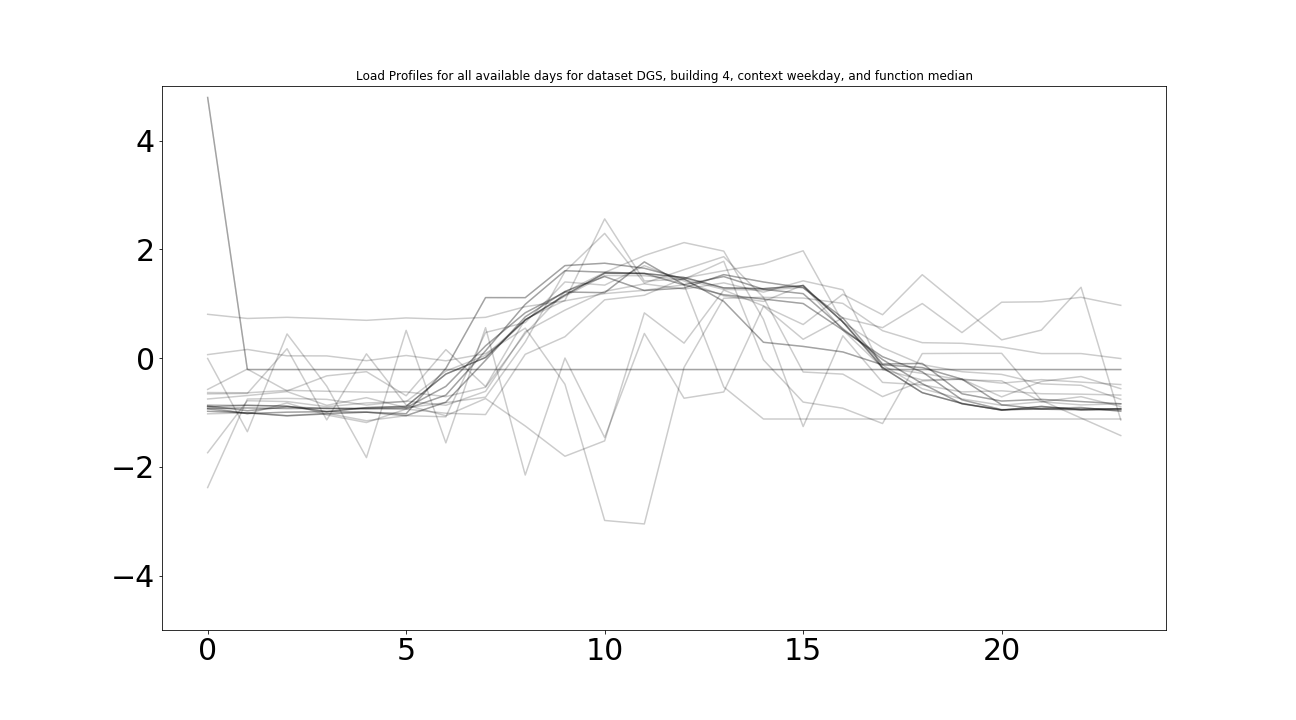 Load Profiles for all available days for dataset DGS, building 4, context weekday, and function median
4
2
0
−2
−4
0 5 10 15 20